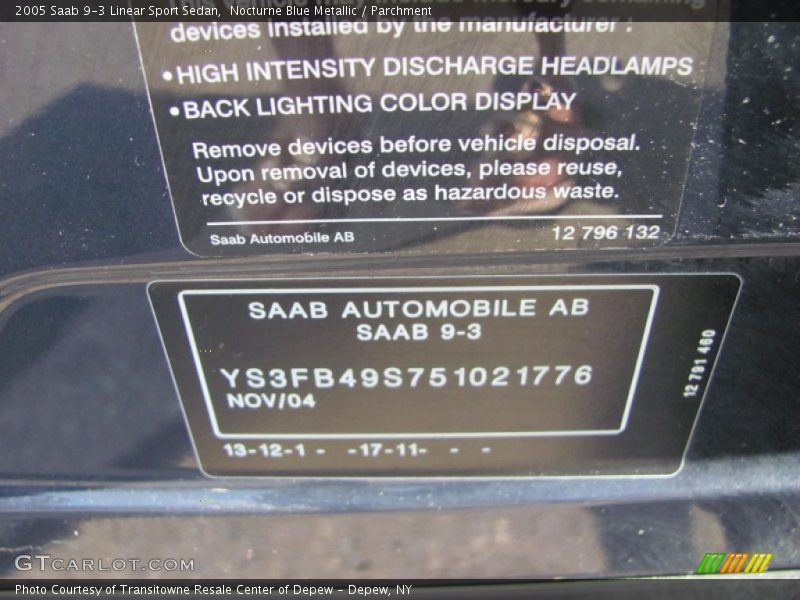 2005 Saab 9-3 Linear Sport Sedan, Nocturne Blue Metallic / Parchment
devices installed by the manufacturer :
•HIGH INTENSITY DISCHARGE HEADLAMPS
•BACK LIGHTING COLOR DISPLAY
Remove devices before vehicle disposal.
Upon removal of devices, please reuse,
recycle or dispose as hazardous waste.
Saab Automobile AB 12 796 132
SAAB AUTOMOBILE AB
SAAB 9-3
YS3FB49S751021776
NOV/04
13-12-1 - -17-11- - -
12 791 460
GTCARLOT.COM
Photo Courtesy of Transitowne Resale Center of Depew - Depew, NY